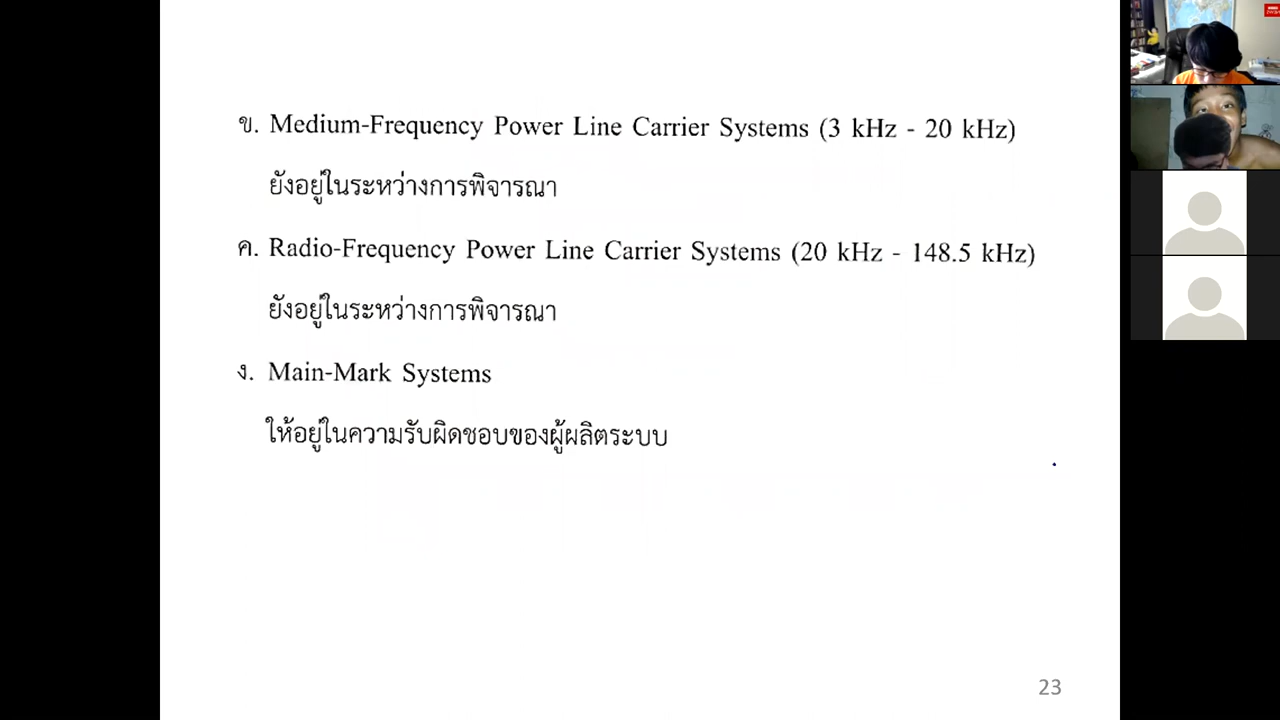 ข. Medium-Frequency Power Line Carrier Systems (3 kHz - 20 kHz)
ยังอยู่ในระหว่างการพิจารณา
ค. Radio-Frequency Power Line Carrier Systems (20 kHz - 148.5 kHz)
ยังอยู่ในระหว่างการพิจารณา
ง. Main-Mark Systems
ให้อยู่ในความรับผิดชอบของผู้ผลิตระบบ
23